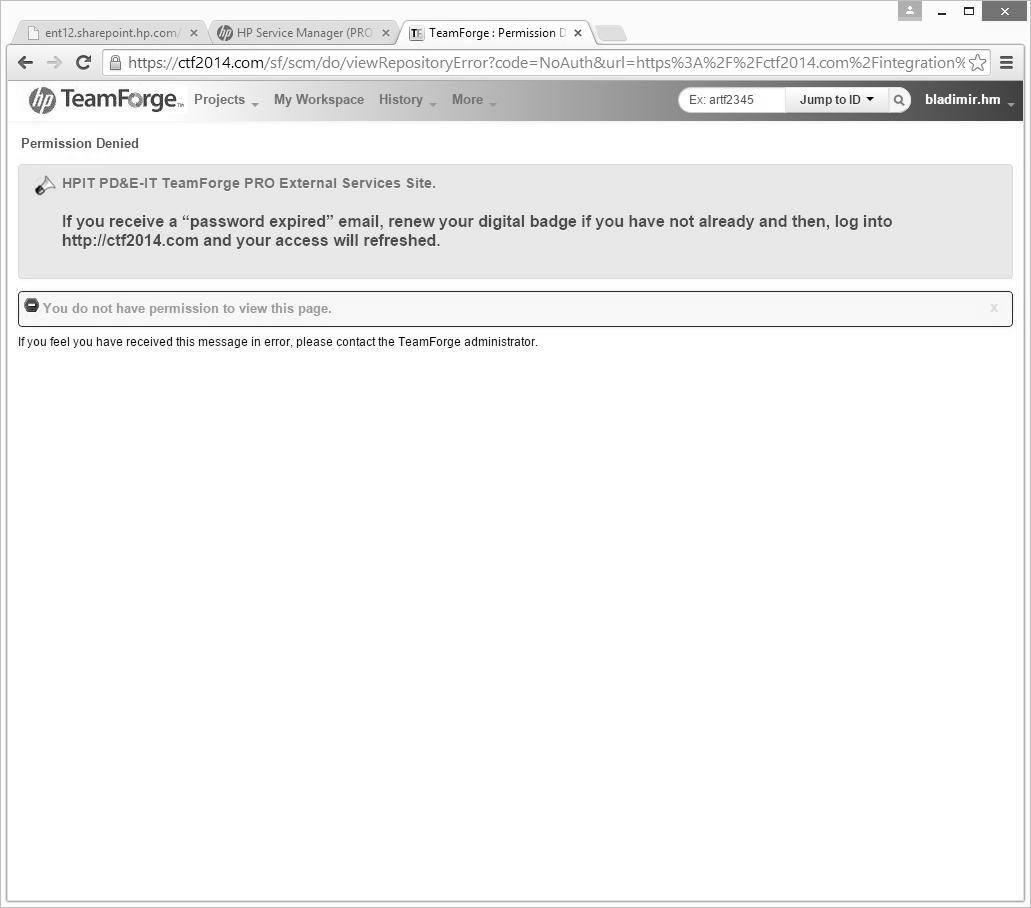 ent12.sharepoint.hp.com/
HP Service Manager (PRO
TeamForge : Permission D
https://ctf2014.com/sf/scm/do/viewRepositoryError?code=NoAuth&url=https%3A%2F%2Fctf2014.com%2Fintegration%
hp TeamForge™ Projects My Workspace History More Ex: artf2345 Jump to ID bladimir.hm
Permission Denied
HPIT PD&E-IT TeamForge PRO External Services Site.
If you receive a “password expired” email, renew your digital badge if you have not already and then, log into
http://ctf2014.com and your access will refreshed.
You do not have permission to view this page. x
If you feel you have received this message in error, please contact the TeamForge administrator.